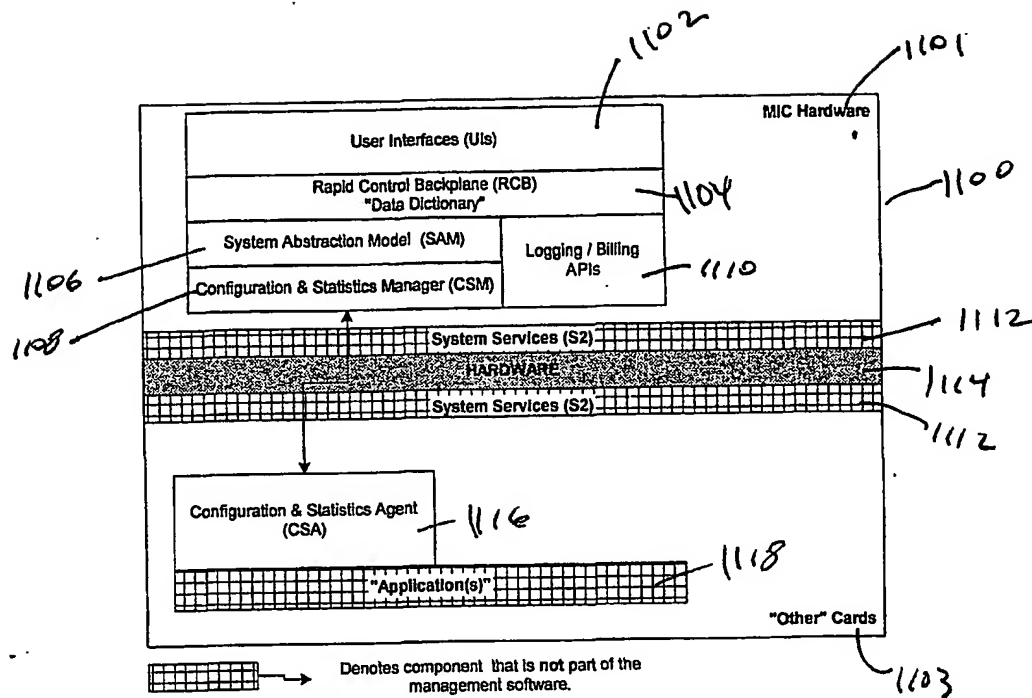 1102
1101
MIC Hardware
User Interfaces (UIs)
1100
Rapid Control Backplane (RCB)
"Data Dictionary"
1104
System Abstraction Model (SAM)
Logging / Billing
APIs
1106
1110
Configuration & Statistics Manager (CSM)
1108
System Services (S2)
1112
HARDWARE
1114
System Services (S2)
1112
Configuration & Statistics Agent
(CSA)
1116
"Application(s)"
1118
"Other" Cards
1103
Denotes component that is not part of the
management software.